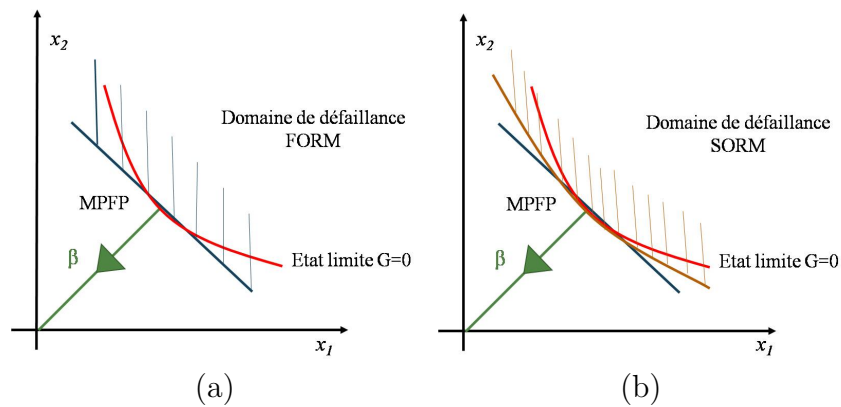 x2
Domaine de défaillance
FORM
MPFP
β
Etat limite G=0
x1
(a)
x2
Domaine de défaillance
SORM
MPFP
β
Etat limite G=0
x1
(b)